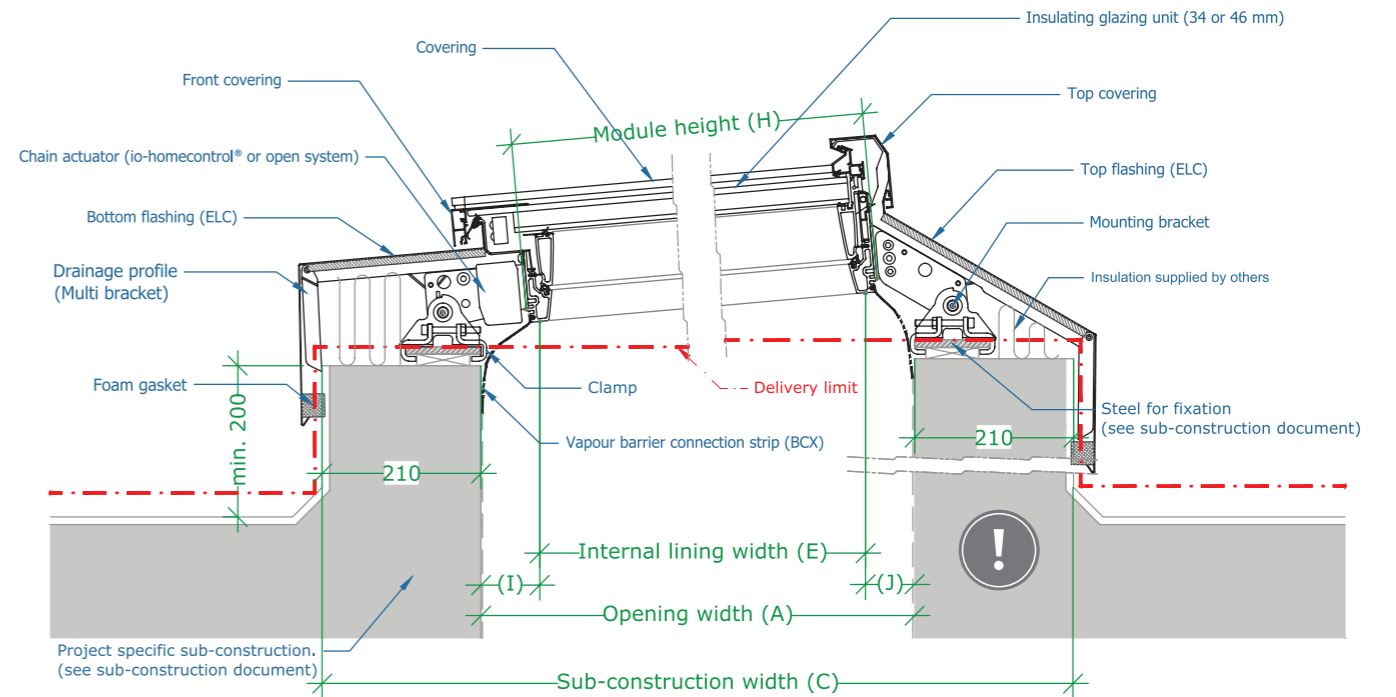 Insulating glazing unit (34 or 46 mm)
Covering
Front covering
Top covering
Module height (H)
Chain actuator (io-homecontrol® or open system)
Top flashing (ELC)
Bottom flashing (ELC)
Mounting bracket
Drainage profile
(Multi bracket)
Insulation supplied by others
Foam gasket
Clamp
Delivery limit
Steel for fixation
(see sub-construction document)
min. 200
Vapour barrier connection strip (BCX)
210
210
!
Internal lining width (E)
(I)
(J)
Opening width (A)
Project specific sub-construction.
(see sub-construction document)
Sub-construction width (C)